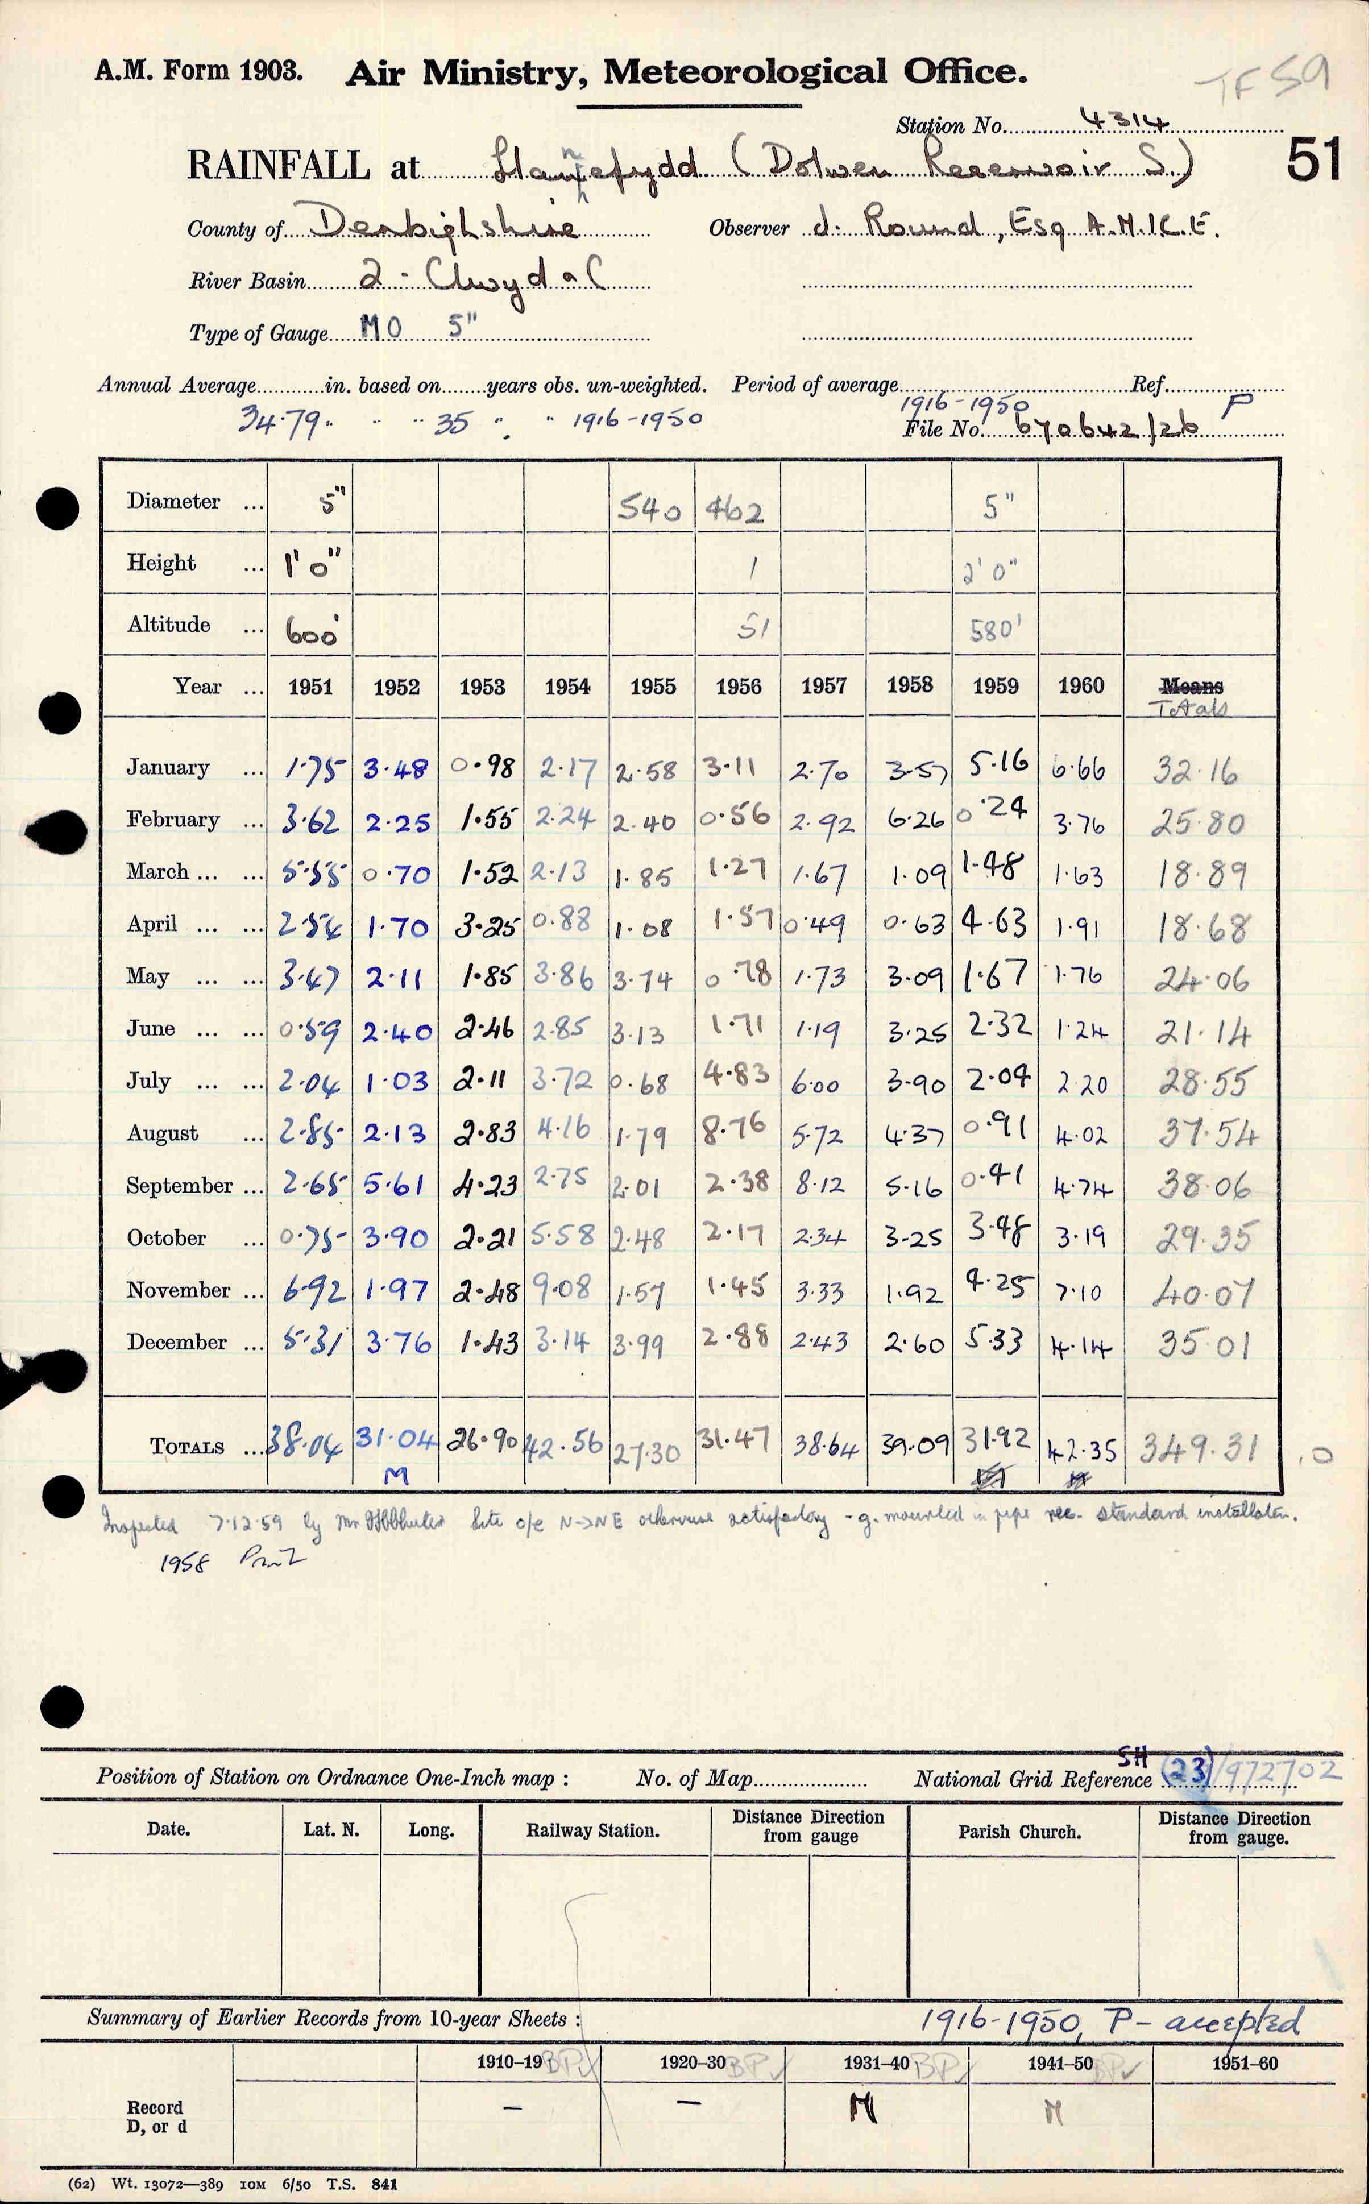 TF 59
A.M. Form 1903. Air Ministry, Meteorological Office.
Station No. 4314
51
RAINFALL at Llannefydd (Dolwen Reservoir S.)
County of Denbighshire Observer J. Round, Esq A.M.I.C.E.
River Basin 2 - Clwyd & C
Type of Gauge MO 5"
Annual Average in. based on years obs. un-weighted. Period of average Ref.
34.79 " " " 35 " " 1916-1950 1916-1950 P
File No. 670642/26
Diameter ... 5" 540 462 5"
Height ... 1' 0" 1 2' 0"
Altitude ... 600' 51 580'
Year ... 1951 1952 1953 1954 1955 1956 1957 1958 1959 1960 Means
Totals
January ... 1.75 3.48 0.98 2.17 2.58 3.11 2.70 3.57 5.16 6.66 32.16
February ... 3.62 2.25 1.55 2.24 2.40 0.56 2.92 6.26 0.24 3.76 25.80
March ... ... 5.55 0.70 1.52 2.13 1.85 1.27 1.67 1.09 1.48 1.63 18.89
April ... ... 2.54 1.70 3.25 0.88 1.08 1.57 0.49 0.63 4.63 1.91 18.68
May ... ... 3.47 2.11 1.85 3.86 3.74 0.78 1.73 3.09 1.67 1.76 24.06
June ... ... 0.59 2.40 2.46 2.85 3.13 1.71 1.19 3.25 2.32 1.24 21.14
July ... ... 2.04 1.03 2.11 3.72 0.68 4.83 6.00 3.90 2.04 2.20 28.55
August ... 2.85 2.13 2.83 4.16 1.79 8.76 5.72 4.37 0.91 4.02 37.54
September ... 2.65 5.61 4.23 2.75 2.01 2.38 8.12 5.16 0.41 4.74 38.06
October ... 0.75 3.90 2.21 5.58 2.48 2.17 2.34 3.25 3.48 3.19 29.35
November ... 6.92 1.97 2.48 9.08 1.57 1.45 3.33 1.92 4.25 7.10 40.07
December ... 5.31 3.76 1.43 3.14 3.99 2.88 2.43 2.60 5.33 4.14 35.01
TOTALS ... 38.04 31.04 26.90 42.56 27.30 31.47 38.64 39.09 31.92 42.35 349.31 .0
M
Inspected 7.12.59 by Mr Site o/e N->NE otherwise satisfactory - g. mounted in pipe rec. standard installation.
1958 Print
Position of Station on Ordnance One-Inch map : No. of Map National Grid Reference SH (23)/972702
Date. Lat. N. Long. Railway Station. Distance Direction from gauge Parish Church. Distance Direction from gauge.
Summary of Earlier Records from 10-year Sheets : 1916-1950, P - accepted
1910-19 BP✓ 1920-30 BP✓ 1931-40 BP✓ 1941-50 BP✓ 1951-60
Record
D, or d - - M M
(62) Wt. 13072—389 10M 6/50 T.S. 841